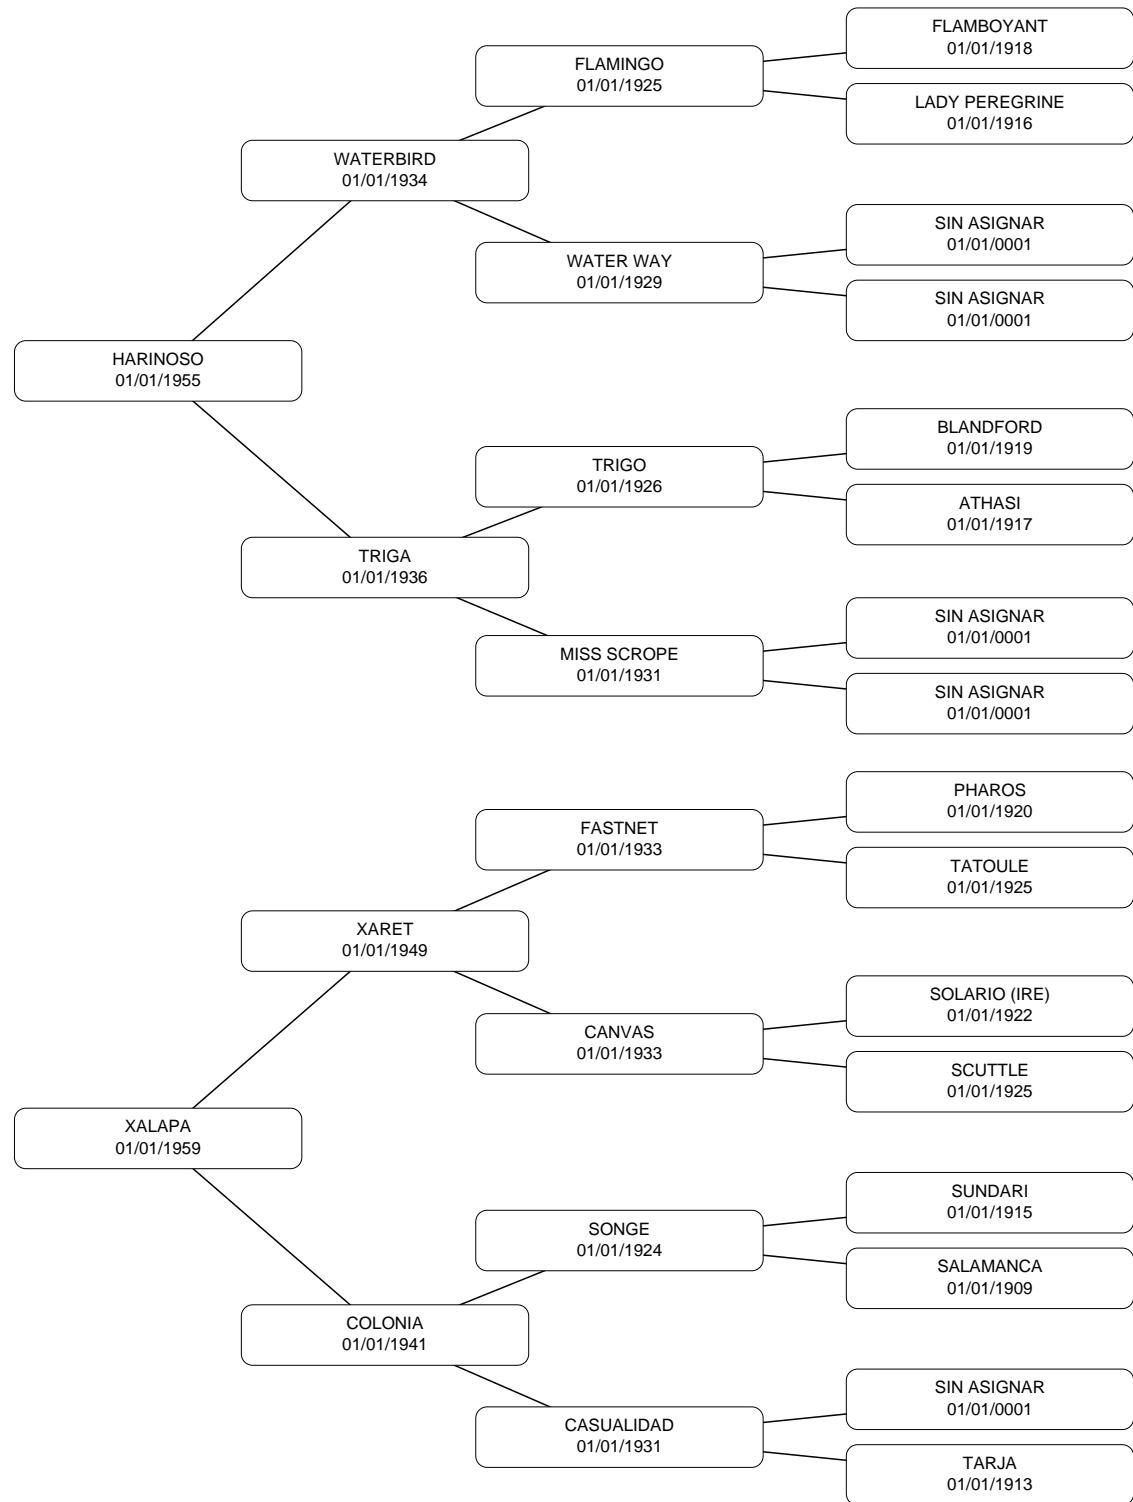 FLAMBOYANT
01/01/1918
FLAMINGO
01/01/1925
LADY PEREGRINE
01/01/1916
WATERBIRD
01/01/1934
SIN ASIGNAR
01/01/0001
WATER WAY
01/01/1929
SIN ASIGNAR
01/01/0001
HARINOSO
01/01/1955
BLANDFORD
01/01/1919
TRIGO
01/01/1926
ATHASI
01/01/1917
TRIGA
01/01/1936
SIN ASIGNAR
01/01/0001
MISS SCROPE
01/01/1931
SIN ASIGNAR
01/01/0001
PHAROS
01/01/1920
FASTNET
01/01/1933
TATOULE
01/01/1925
XARET
01/01/1949
SOLARIO (IRE)
01/01/1922
CANVAS
01/01/1933
SCUTTLE
01/01/1925
XALAPA
01/01/1959
SUNDARI
01/01/1915
SONGE
01/01/1924
SALAMANCA
01/01/1909
COLONIA
01/01/1941
SIN ASIGNAR
01/01/0001
CASUALIDAD
01/01/1931
TARJA
01/01/1913